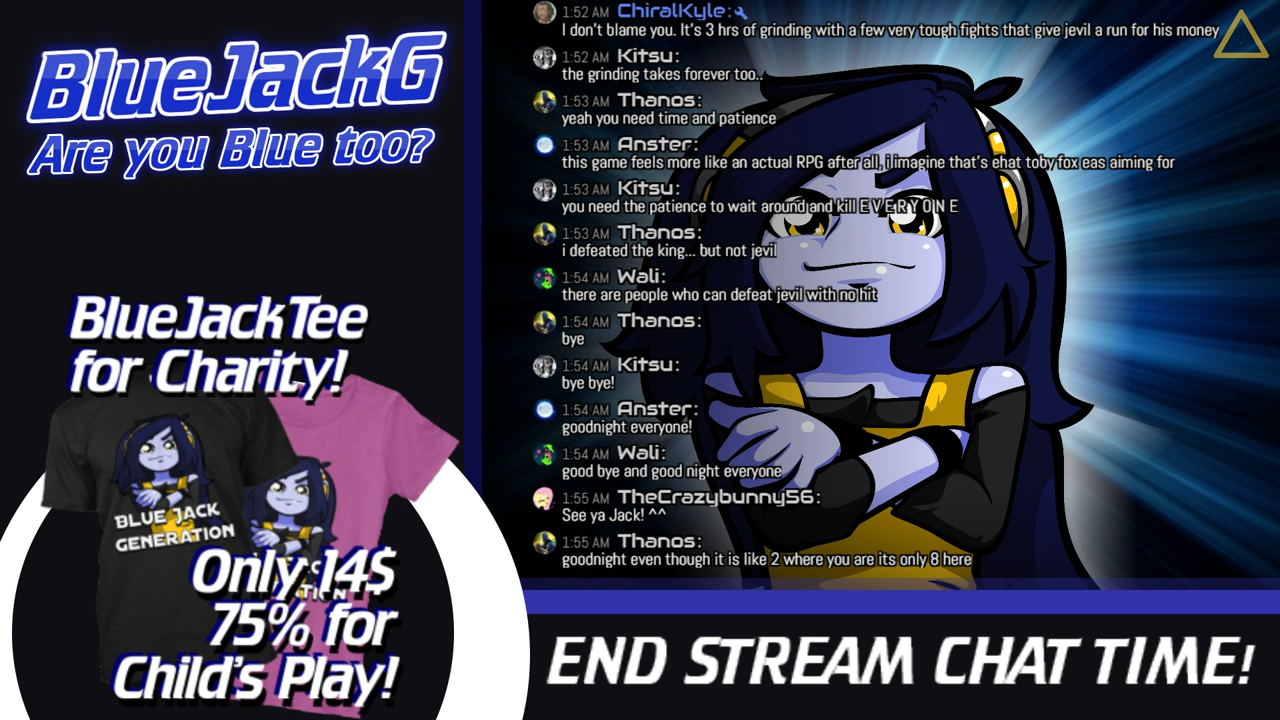 BlueJackG
Are you Blue too?
BlueJackTee
for Charity!
BLUE JACK
GENERATION
Only 14$
75% for
Child's Play!
1:52 AM ChiralKyle:
I don't blame you. It's 3 hrs of grinding with a few very tough fights that give jevil a run for his money
1:52 AM Kitsu:
the grinding takes forever too..
1:53 AM Thanos:
yeah you need time and patience
1:53 AM Anster:
this game feels more like an actual RPG after all, i imagine that's ehat toby fox eas aiming for
1:53 AM Kitsu:
you need the patience to wait around and kill E V E R Y O N E
1:53 AM Thanos:
i defeated the king... but not jevil
1:54 AM Wali:
there are people who can defeat jevil with no hit
1:54 AM Thanos:
bye
1:54 AM Kitsu:
bye bye!
1:54 AM Anster:
goodnight everyone!
1:54 AM Wali:
good bye and good night everyone
1:55 AM TheCrazybunny56:
See ya Jack! ^^
1:55 AM Thanos:
goodnight even though it is like 2 where you are its only 8 here
END STREAM CHAT TIME!